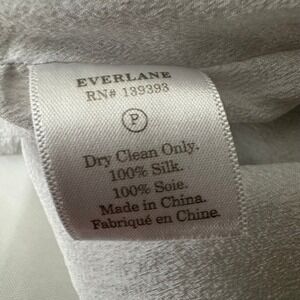 EVERLANE
RN# 139393
P
Dry Clean Only.
100% Silk.
100% Soie.
Made in China.
Fabriqué en Chine.